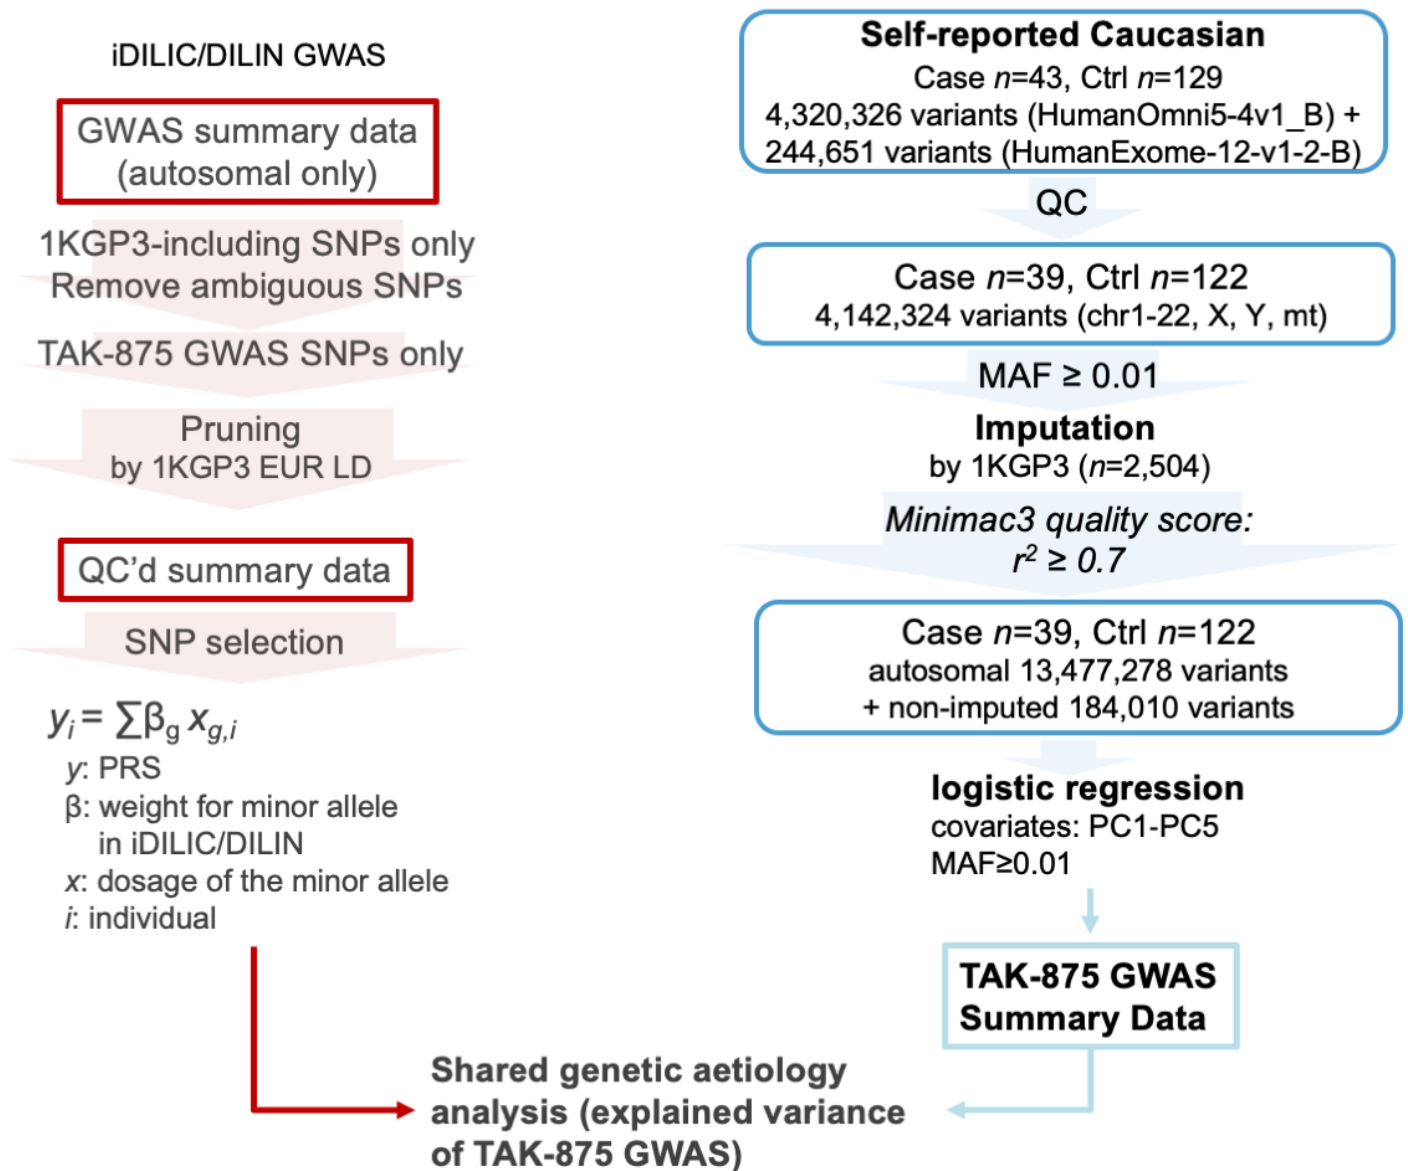 iDILIC/DILIN GWAS
GWAS summary data
(autosomal only)
1KGP3-including SNPs only
Remove ambiguous SNPs
TAK-875 GWAS SNPs only
Pruning
by 1KGP3 EUR LD
QC'd summary data
SNP selection
yᵢ = ∑β_g x_g,i
y: PRS
β: weight for minor allele
in iDILIC/DILIN
x: dosage of the minor allele
i: individual
Self-reported Caucasian
Case n=43, Ctrl n=129
4,320,326 variants (HumanOmni5-4v1_B) +
244,651 variants (HumanExome-12-v1-2-B)
QC
Case n=39, Ctrl n=122
4,142,324 variants (chr1-22, X, Y, mt)
MAF ≥ 0.01
Imputation
by 1KGP3 (n=2,504)
Minimac3 quality score:
r² ≥ 0.7
Case n=39, Ctrl n=122
autosomal 13,477,278 variants
+ non-imputed 184,010 variants
logistic regression
covariates: PC1-PC5
MAF≥0.01
TAK-875 GWAS
Summary Data
Shared genetic aetiology
analysis (explained variance
of TAK-875 GWAS)